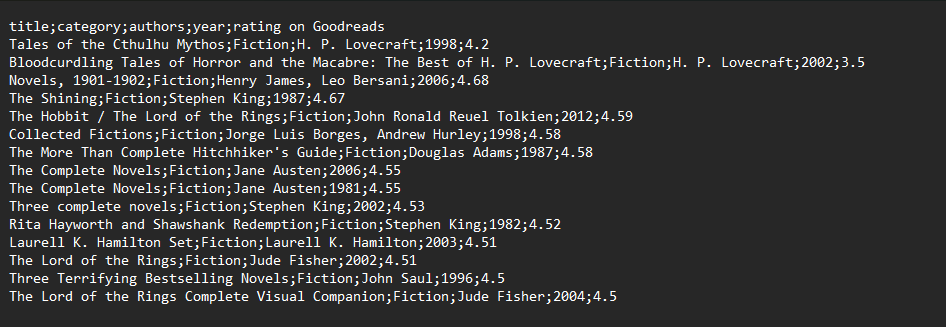 title;category;authors;year;rating on Goodreads
Tales of the Cthulhu Mythos;Fiction;H. P. Lovecraft;1998;4.2
Bloodcurdling Tales of Horror and the Macabre: The Best of H. P. Lovecraft;Fiction;H. P. Lovecraft;2002;3.5
Novels, 1901-1902;Fiction;Henry James, Leo Bersani;2006;4.68
The Shining;Fiction;Stephen King;1987;4.67
The Hobbit / The Lord of the Rings;Fiction;John Ronald Reuel Tolkien;2012;4.59
Collected Fictions;Fiction;Jorge Luis Borges, Andrew Hurley;1998;4.58
The More Than Complete Hitchhiker's Guide;Fiction;Douglas Adams;1987;4.58
The Complete Novels;Fiction;Jane Austen;2006;4.55
The Complete Novels;Fiction;Jane Austen;1981;4.55
Three complete novels;Fiction;Stephen King;2002;4.53
Rita Hayworth and Shawshank Redemption;Fiction;Stephen King;1982;4.52
Laurell K. Hamilton Set;Fiction;Laurell K. Hamilton;2003;4.51
The Lord of the Rings;Fiction;Jude Fisher;2002;4.51
Three Terrifying Bestselling Novels;Fiction;John Saul;1996;4.5
The Lord of the Rings Complete Visual Companion;Fiction;Jude Fisher;2004;4.5